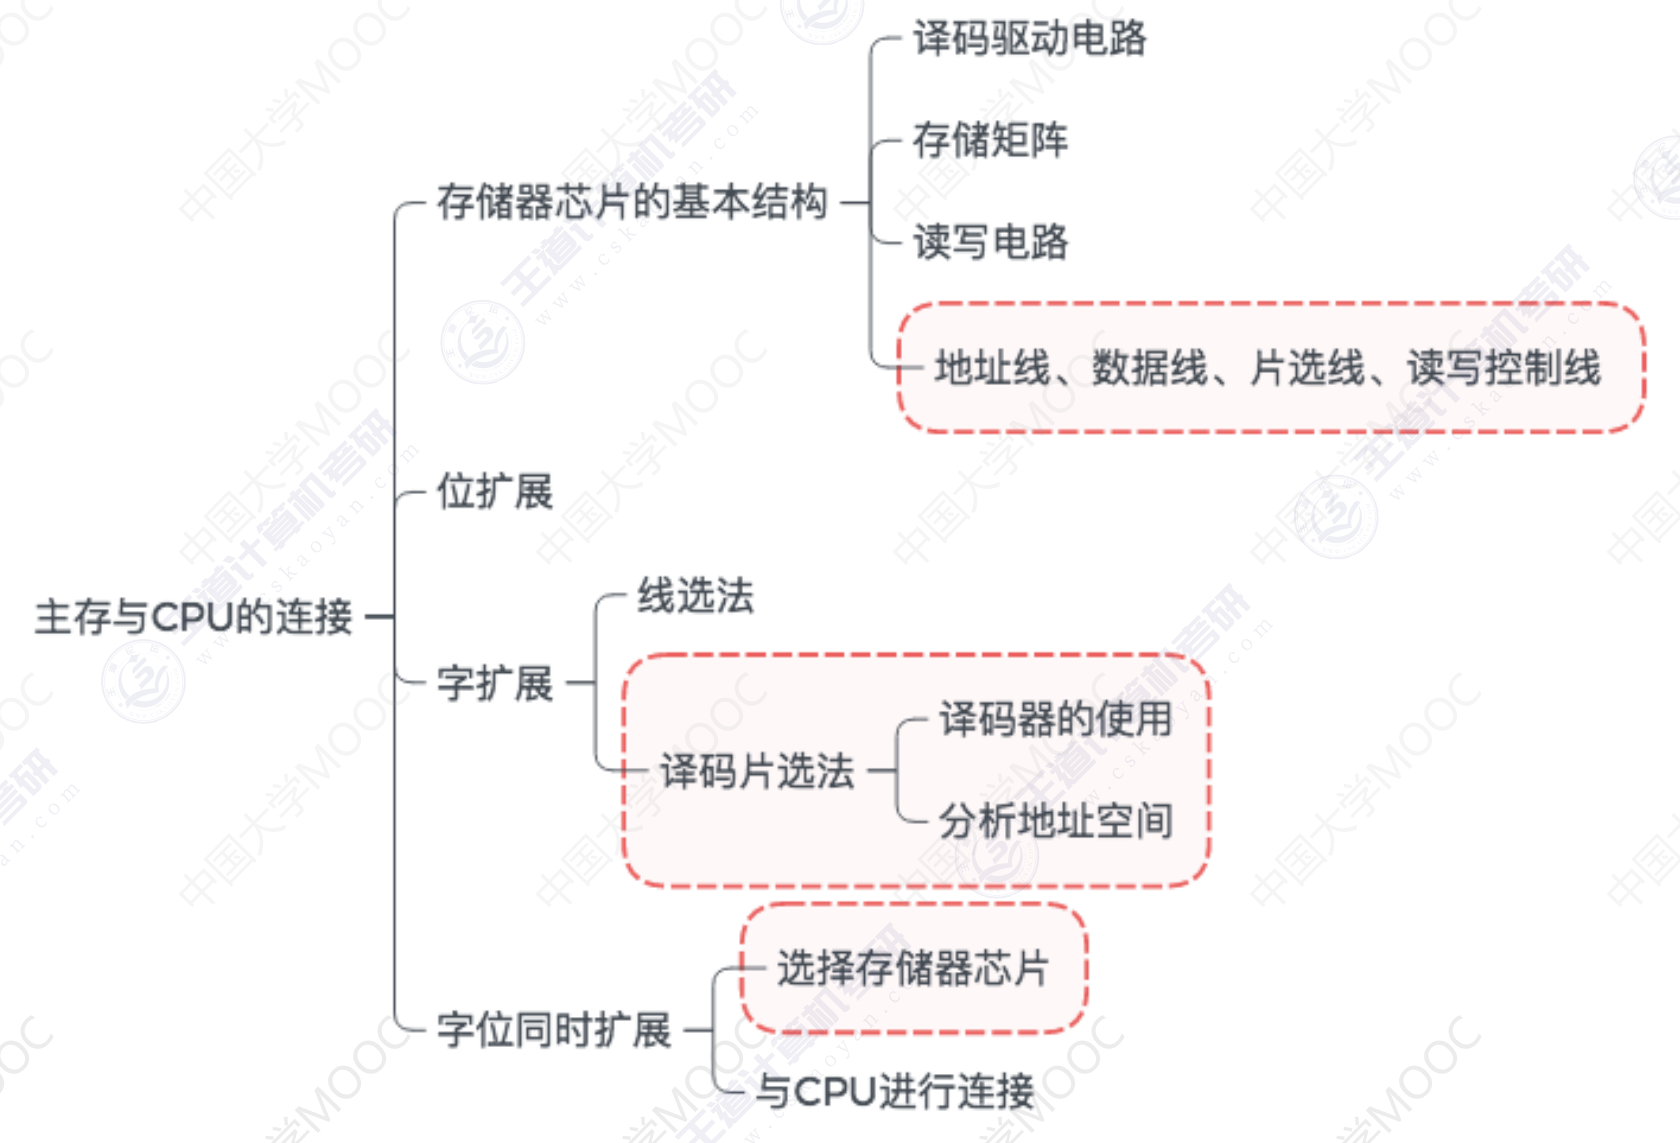 译码驱动电路
存储矩阵
存储器芯片的基本结构
读写电路
地址线、数据线、片选线、读写控制线
位扩展
线选法
主存与CPU的连接
字扩展
译码器的使用
译码片选法
分析地址空间
选择存储器芯片
字位同时扩展
与CPU进行连接
中国大学MOOC
王道计算机考研
www.cskaoyan.com